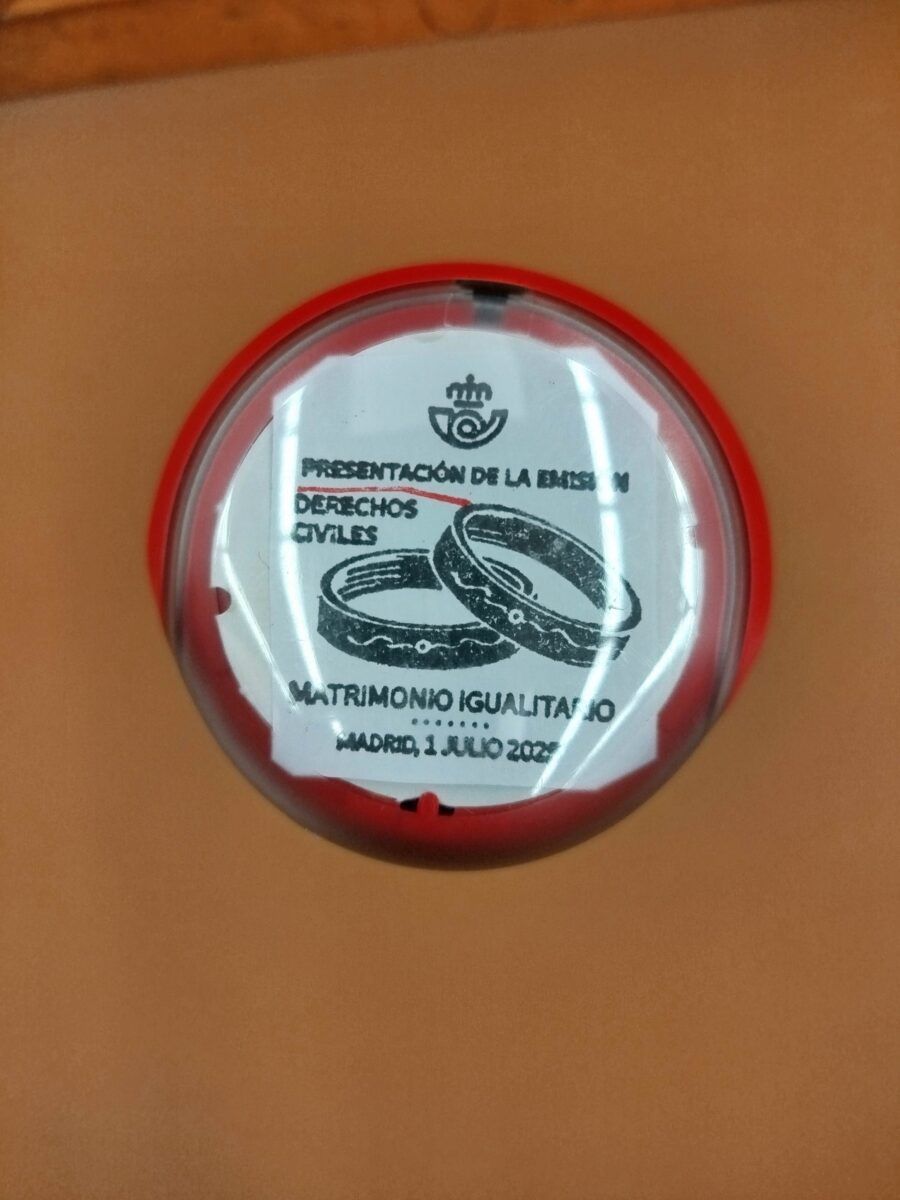 PRESENTACIÓN DE LA EMISIÓN
DERECHOS
CIVILES
MATRIMONIO IGUALITARIO
MADRID, 1 JULIO 2025